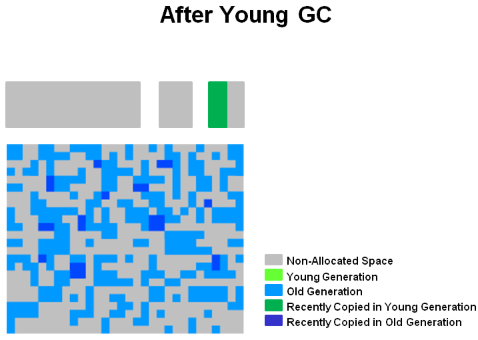 After Young GC
Non-Allocated Space
Young Generation
Old Generation
Recently Copied in Young Generation
Recently Copied in Old Generation